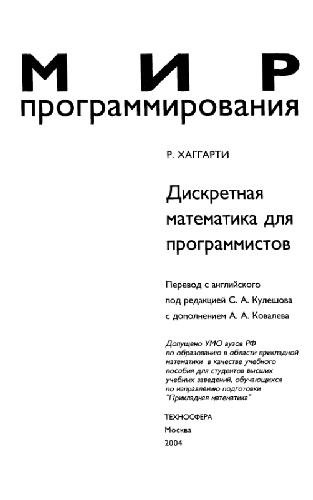 МИР
программирования
Р. ХАГГАРТИ
Дискретная
математика для
программистов
Перевод с английского
под редакцией С. А. Кулешова
с дополнением А. А. Ковалева
Допущено УМО вузов РФ
по образованию в области прикладной
математики в качестве учебного
пособия для студентов высших
учебных заведений, обучающихся
по направлению подготовки
"Прикладная математика"
ТЕХНОСФЕРА
Москва
2004